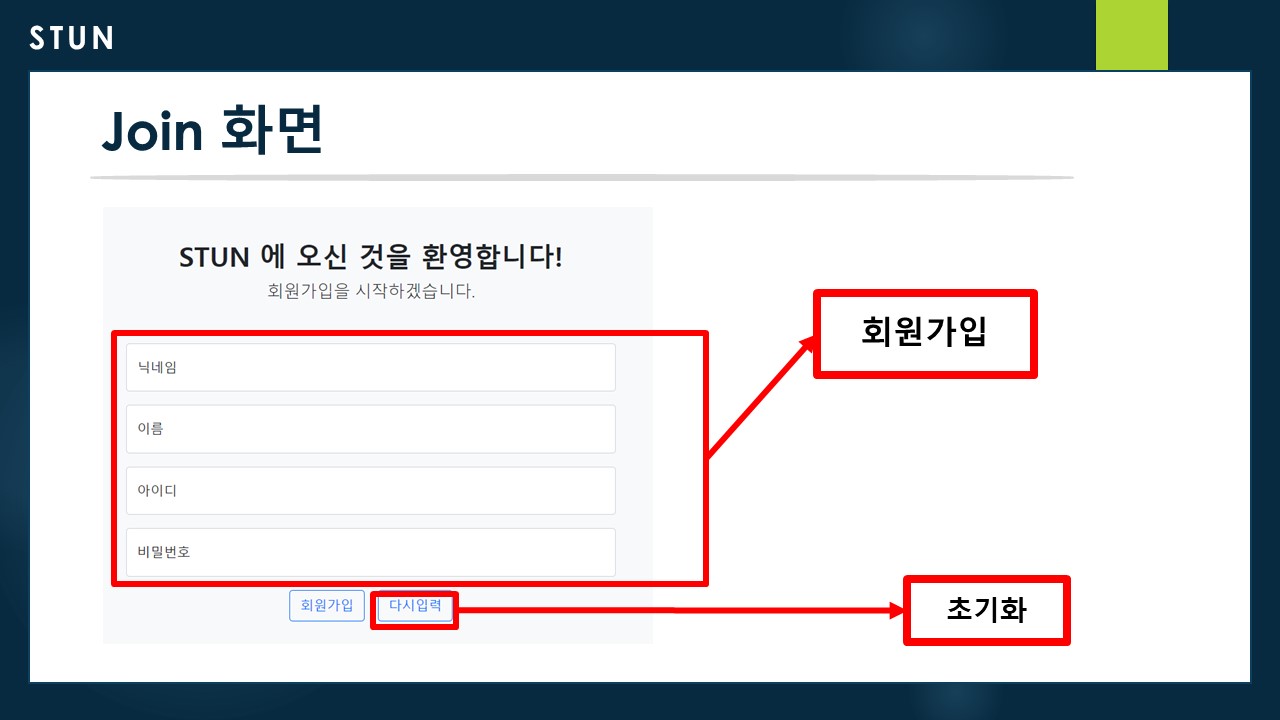 STUN
Join 화면
STUN 에 오신 것을 환영합니다!
회원가입을 시작하겠습니다.
닉네임
이름
아이디
비밀번호
회원가입 다시입력
회원가입
초기화